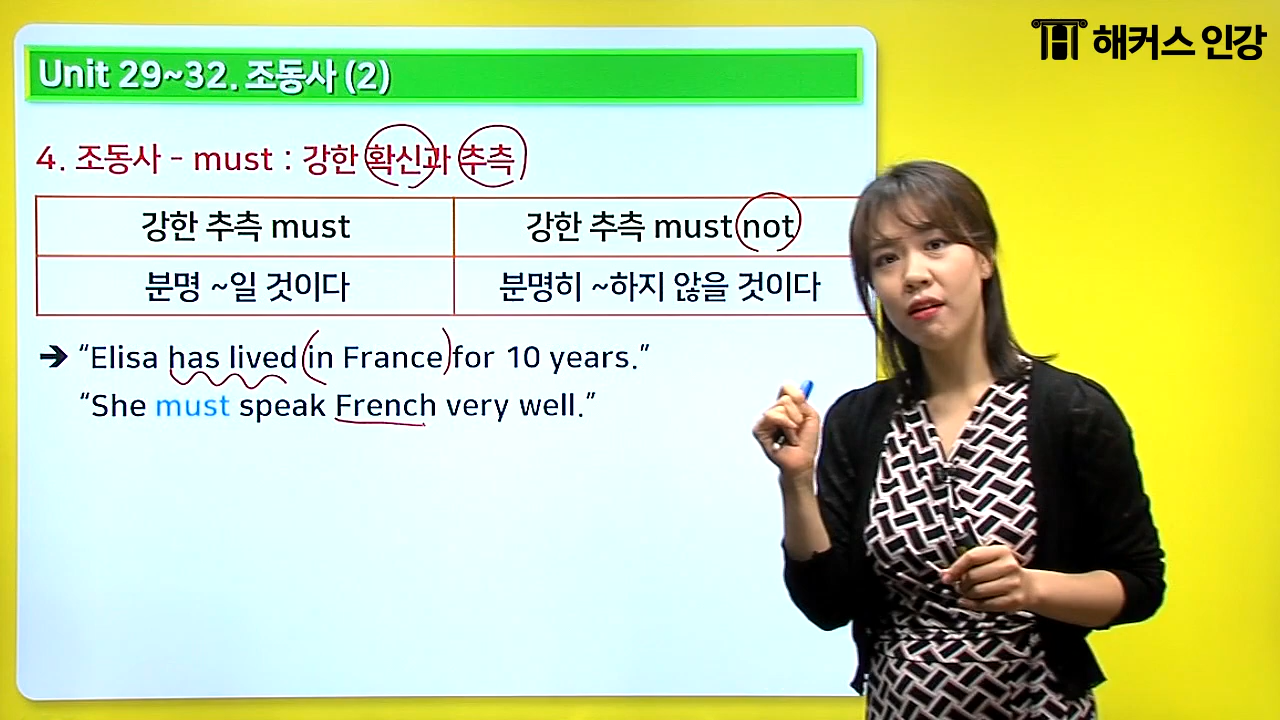 해커스 인강
Unit 29~32. 조동사 (2)
4. 조동사 - must : 강한 확신과 추측
강한 추측 must
강한 추측 must not
분명 ~일 것이다
분명히 ~하지 않을 것이다
➔ “Elisa has lived in France for 10 years.”
“She must speak French very well.”